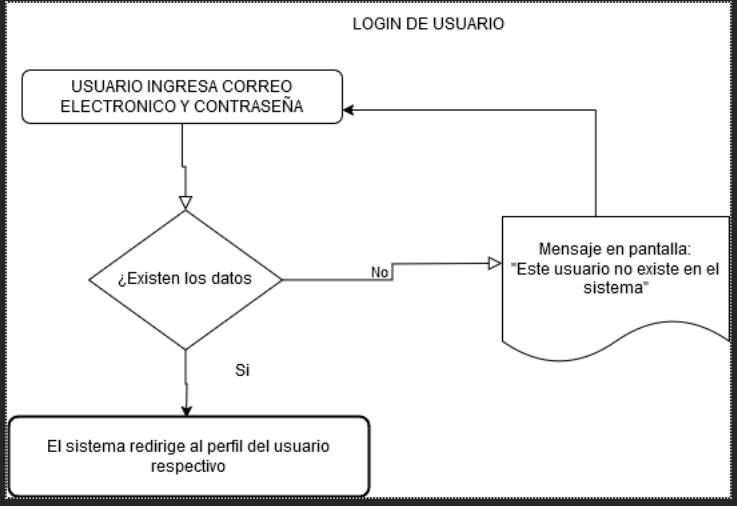 LOGIN DE USUARIO
USUARIO INGRESA CORREO
ELECTRONICO Y CONTRASEÑA
¿Existen los datos
No
Mensaje en pantalla:
"Este usuario no existe en el
sistema"
Si
El sistema redirige al perfil del usuario
respectivo